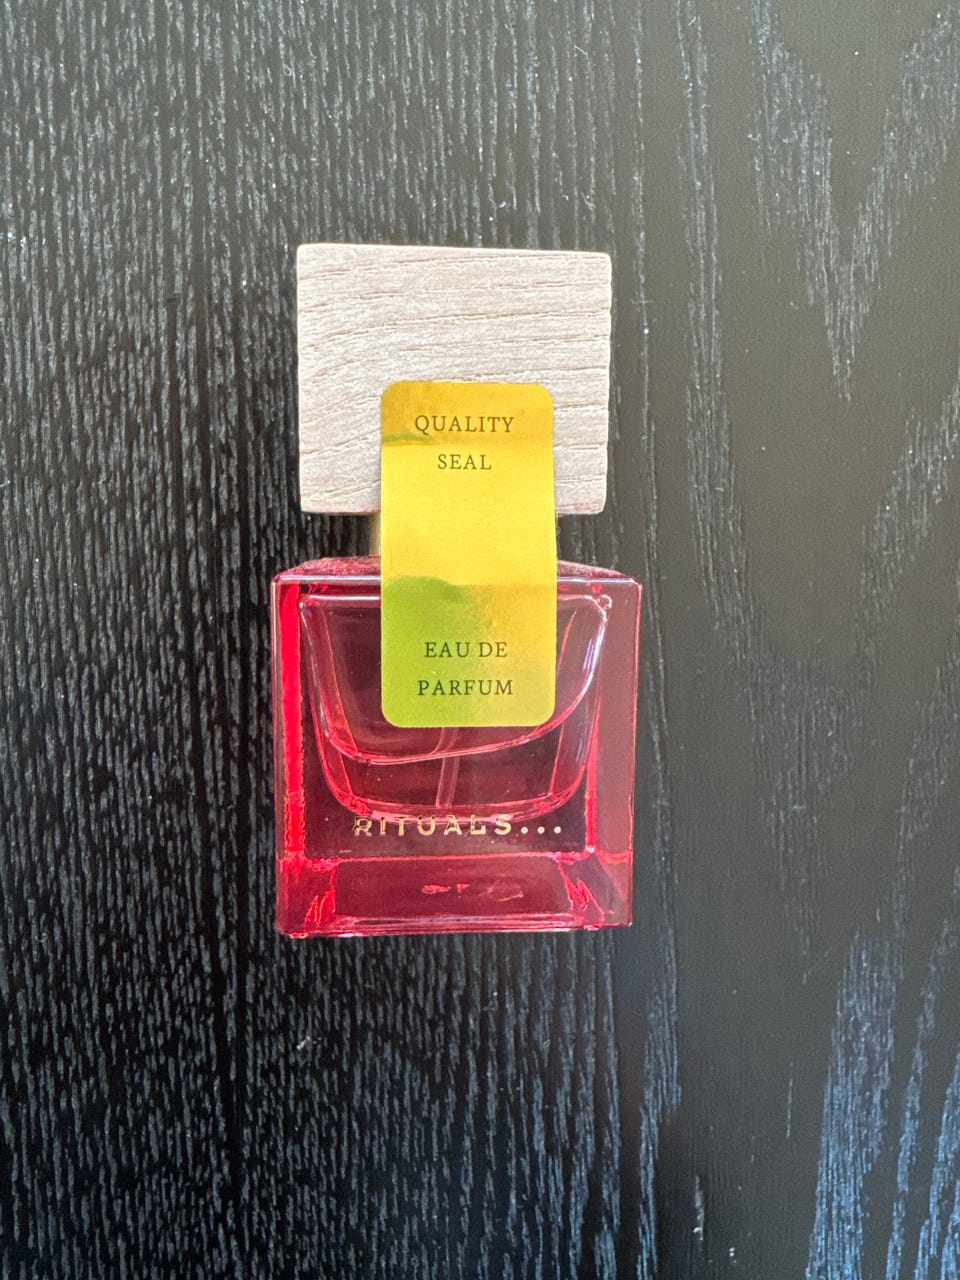 QUALITY
SEAL
EAU DE
PARFUM
RITUALS...